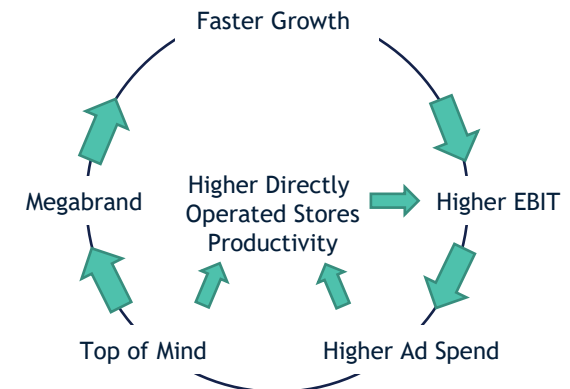 Faster Growth
Megabrand
Higher Directly
Operated Stores
Productivity
Higher EBIT
Top of Mind
Higher Ad Spend